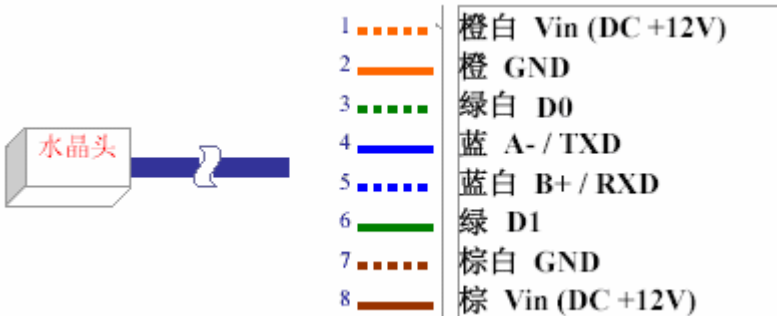 水晶头
1 橙白 Vin (DC +12V)
2 橙 GND
3 绿白 D0
4 蓝 A- / TXD
5 蓝白 B+ / RXD
6 绿 D1
7 棕白 GND
8 棕 Vin (DC +12V)